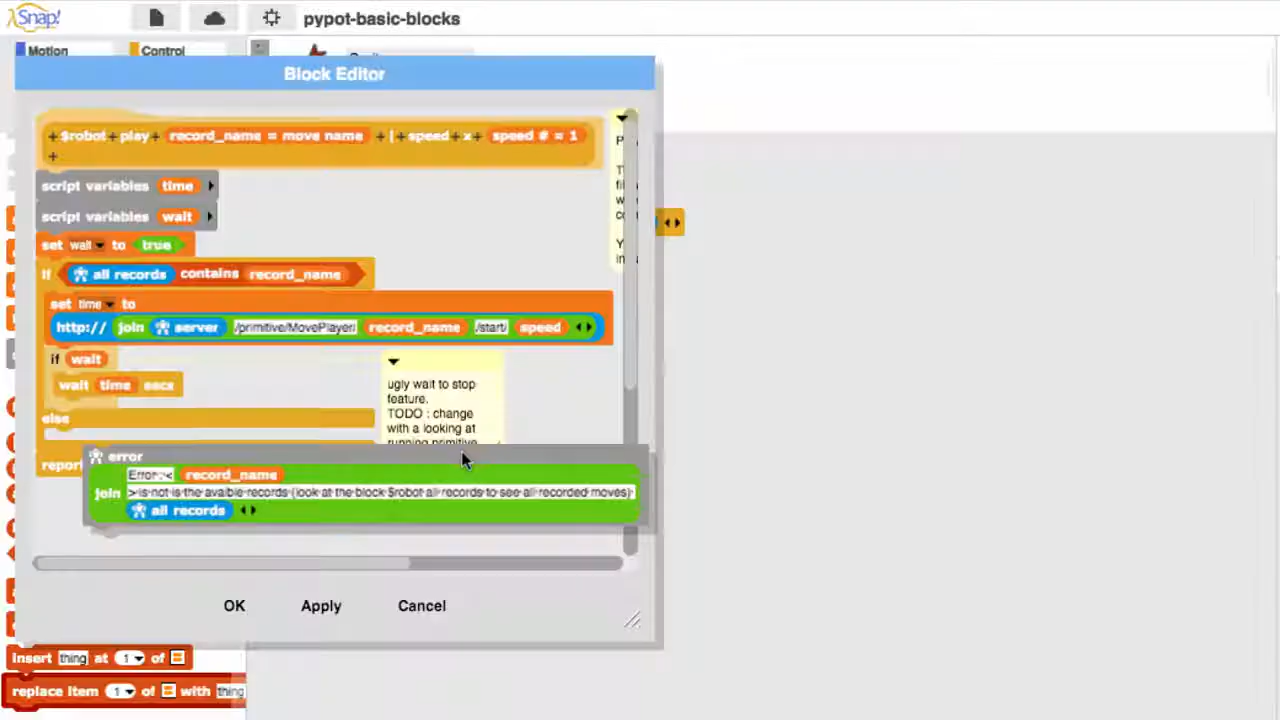 Snap!
pypot-basic-blocks
Motion Control
Block Editor
+ $robot + play + record_name = move name + | + speed + x + speed # = 1
+
script variables time
script variables wait
set wait to true
if all records contains record_name
set time to
http:// join server /primitive/MovePlayer/ record_name /start/ speed
if wait
wait time secs
ugly wait to stop
feature.
TODO : change
with a looking at
running primitive
else
report
error
Error :< record_name
join > is not is the avaible records (look at the block $robot all records to see all recorded moves)
all records
OK Apply Cancel
insert thing at 1 of
replace item 1 of with thing